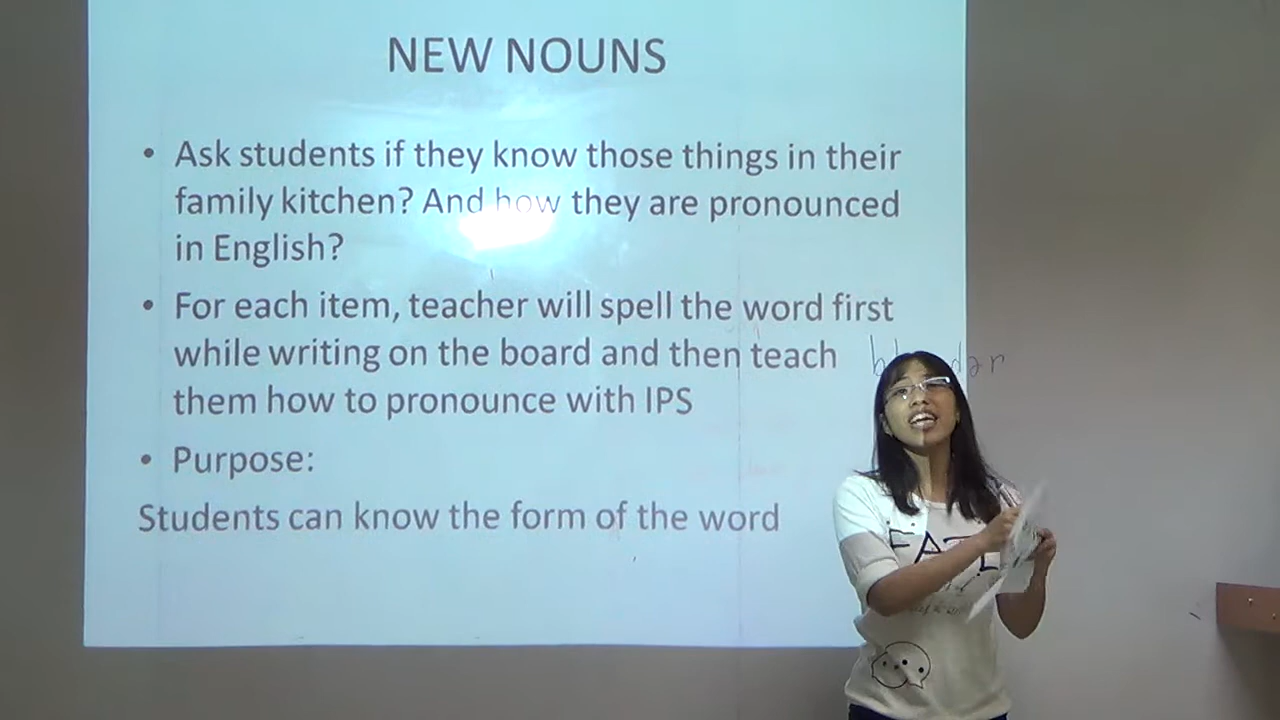 NEW NOUNS
• Ask students if they know those things in their
family kitchen? And how they are pronounced
in English?
• For each item, teacher will spell the word first
while writing on the board and then teach
them how to pronounce with IPS
• Purpose:
Students can know the form of the word